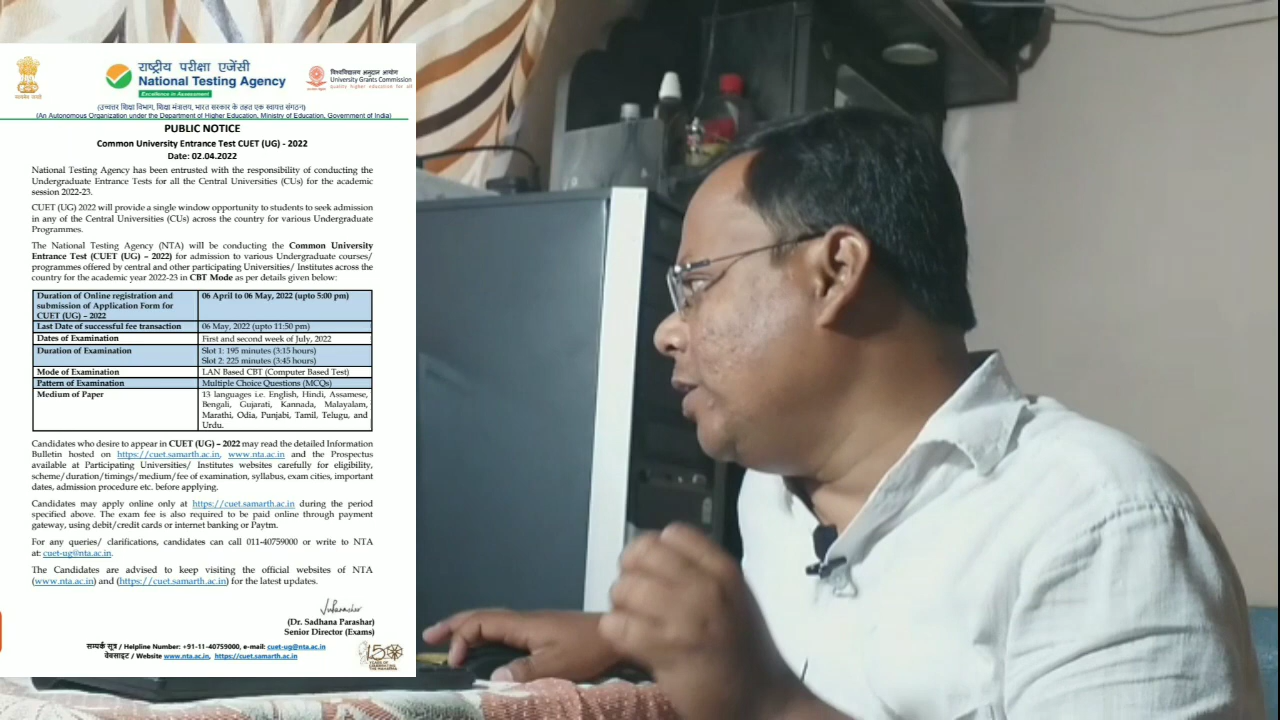 राष्ट्रीय परीक्षा एजेंसी
National Testing Agency
Excellence in Assessment
विश्वविद्यालय अनुदान आयोग
University Grants Commission
quality higher education for all
(उच्चतर शिक्षा विभाग, शिक्षा मंत्रालय, भारत सरकार के तहत एक स्वायत्त संगठन)
(An Autonomous Organization under the Department of Higher Education, Ministry of Education, Government of India)
PUBLIC NOTICE
Common University Entrance Test CUET (UG) - 2022
Date: 02.04.2022
National Testing Agency has been entrusted with the responsibility of conducting the
Undergraduate Entrance Tests for all the Central Universities (CUs) for the academic
session 2022-23.
CUET (UG) 2022 will provide a single window opportunity to students to seek admission
in any of the Central Universities (CUs) across the country for various Undergraduate
Programmes.
The National Testing Agency (NTA) will be conducting the Common University
Entrance Test (CUET (UG) – 2022) for admission to various Undergraduate courses/
programmes offered by central and other participating Universities/ Institutes across the
country for the academic year 2022-23 in CBT Mode as per details given below:
Duration of Online registration and
submission of Application Form for
CUET (UG) – 2022
06 April to 06 May, 2022 (upto 5:00 pm)
Last Date of successful fee transaction
06 May, 2022 (upto 11:50 pm)
Dates of Examination
First and second week of July, 2022
Duration of Examination
Slot 1: 195 minutes (3:15 hours)
Slot 2: 225 minutes (3:45 hours)
Mode of Examination
LAN Based CBT (Computer Based Test)
Pattern of Examination
Multiple Choice Questions (MCQs)
Medium of Paper
13 languages i.e. English, Hindi, Assamese,
Bengali, Gujarati, Kannada, Malayalam,
Marathi, Odia, Punjabi, Tamil, Telugu, and
Urdu.
Candidates who desire to appear in CUET (UG) – 2022 may read the detailed Information
Bulletin hosted on https://cuet.samarth.ac.in, www.nta.ac.in and the Prospectus
available at Participating Universities/ Institutes websites carefully for eligibility,
scheme/duration/timings/medium/fee of examination, syllabus, exam cities, important
dates, admission procedure etc. before applying.
Candidates may apply online only at https://cuet.samarth.ac.in during the period
specified above. The exam fee is also required to be paid online through payment
gateway, using debit/credit cards or internet banking or Paytm.
For any queries/ clarifications, candidates can call 011-40759000 or write to NTA
at: cuet-ug@nta.ac.in.
The Candidates are advised to keep visiting the official websites of NTA
(www.nta.ac.in) and (https://cuet.samarth.ac.in) for the latest updates.
(Dr. Sadhana Parashar)
Senior Director (Exams)
सम्पर्क सूत्र / Helpline Number: +91-11-40759000, e-mail: cuet-ug@nta.ac.in
वेबसाइट / Website www.nta.ac.in, https://cuet.samarth.ac.in
150
YEARS OF
CELEBRATING
THE MAHATMA